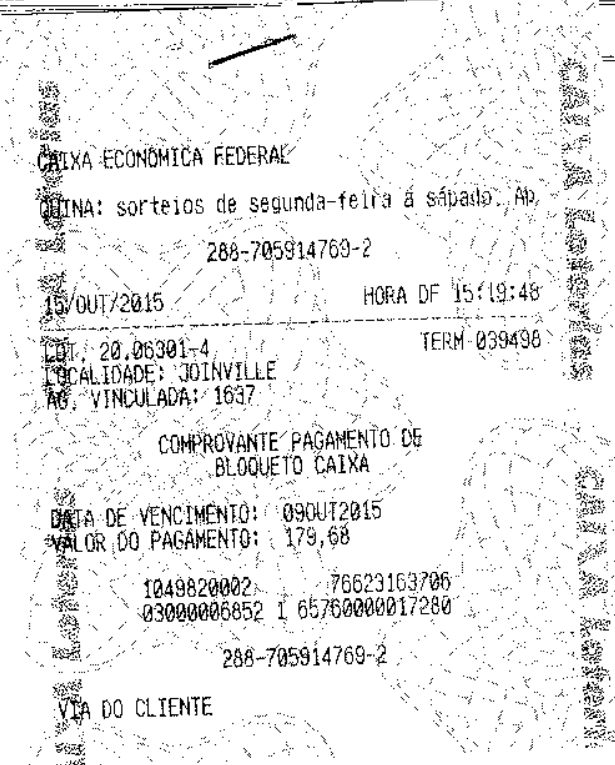 CAIXA ECONOMICA FEDERAL
QUINA: sorteios de segunda-feira a sábado. Ap
288-705914769-2
15/OUT/2015 HORA DF 15:19:48
LOT. 20.06301-4 TERM 039498
LOCALIDADE: JOINVILLE
AG. VINCULADA: 1637
COMPROVANTE PAGAMENTO DE
BLOQUETO CAIXA
DATA DE VENCIMENTO: 09OUT2015
VALOR DO PAGAMENTO: 179,68
1049820002 76623163706
03000006852 1 65760000017280
288-705914769-2
VIA DO CLIENTE